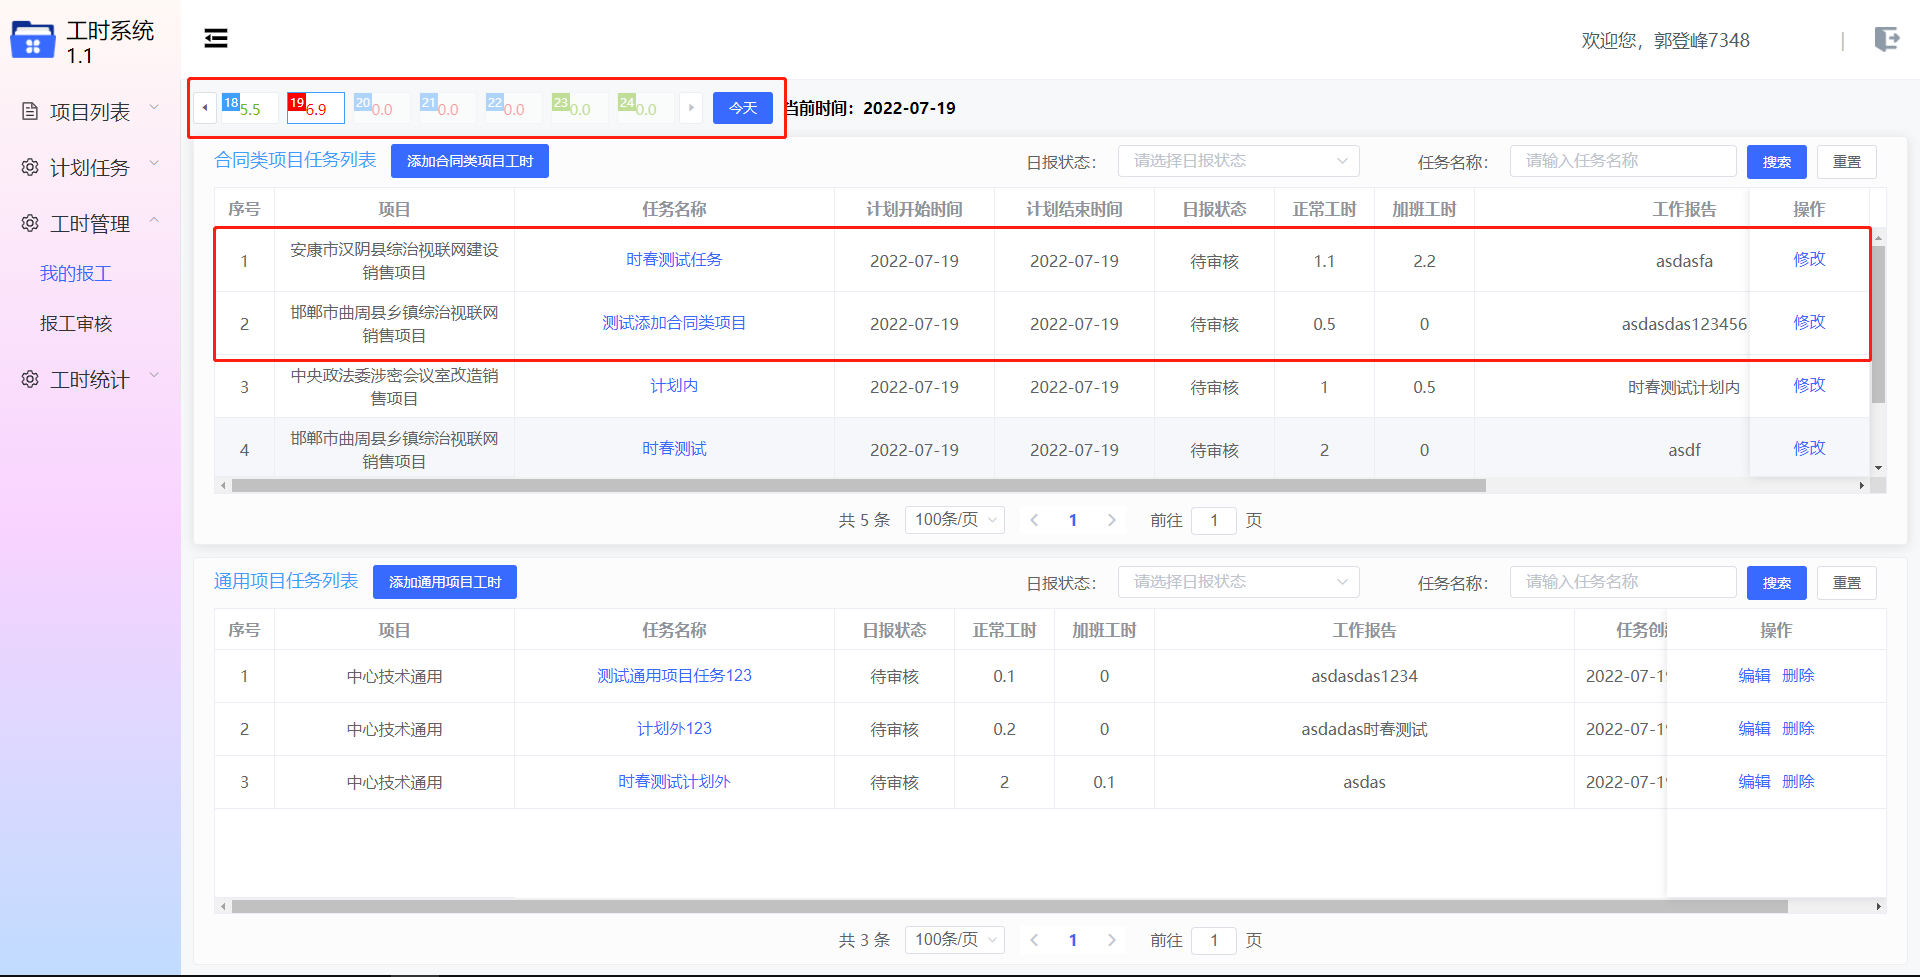 工时系统
1.1
欢迎您，郭登峰7348
|
项目列表
计划任务
工时管理
我的报工
报工审核
工时统计
18 5.5 19 6.9 20 0.0 21 0.0 22 0.0 23 0.0 24 0.0 今天 当前时间：2022-07-19
合同类项目任务列表 添加合同类项目工时 日报状态： 请选择日报状态 任务名称： 请输入任务名称 搜索 重置
序号 项目 任务名称 计划开始时间 计划结束时间 日报状态 正常工时 加班工时 工作报告 操作
1 安康市汉阴县综治视联网建设 时春测试任务 2022-07-19 2022-07-19 待审核 1.1 2.2 asdasfa 修改
销售项目
2 邯郸市曲周县乡镇综治视联网 测试添加合同类项目 2022-07-19 2022-07-19 待审核 0.5 0 asdasdas123456 修改
销售项目
3 中央政法委涉密会议室改造销 计划内 2022-07-19 2022-07-19 待审核 1 0.5 时春测试计划内 修改
售项目
4 邯郸市曲周县乡镇综治视联网 时春测试 2022-07-19 2022-07-19 待审核 2 0 asdf 修改
销售项目
共 5 条 100条/页 1 前往 1 页
通用项目任务列表 添加通用项目工时 日报状态： 请选择日报状态 任务名称： 请输入任务名称 搜索 重置
序号 项目 任务名称 日报状态 正常工时 加班工时 工作报告 任务创 操作
1 中心技术通用 测试通用项目任务123 待审核 0.1 0 asdasdas1234 2022-07-1 编辑 删除
2 中心技术通用 计划外123 待审核 0.2 0 asdadas时春测试 2022-07-1 编辑 删除
3 中心技术通用 时春测试计划外 待审核 2 0.1 asdas 2022-07-1 编辑 删除
共 3 条 100条/页 1 前往 1 页